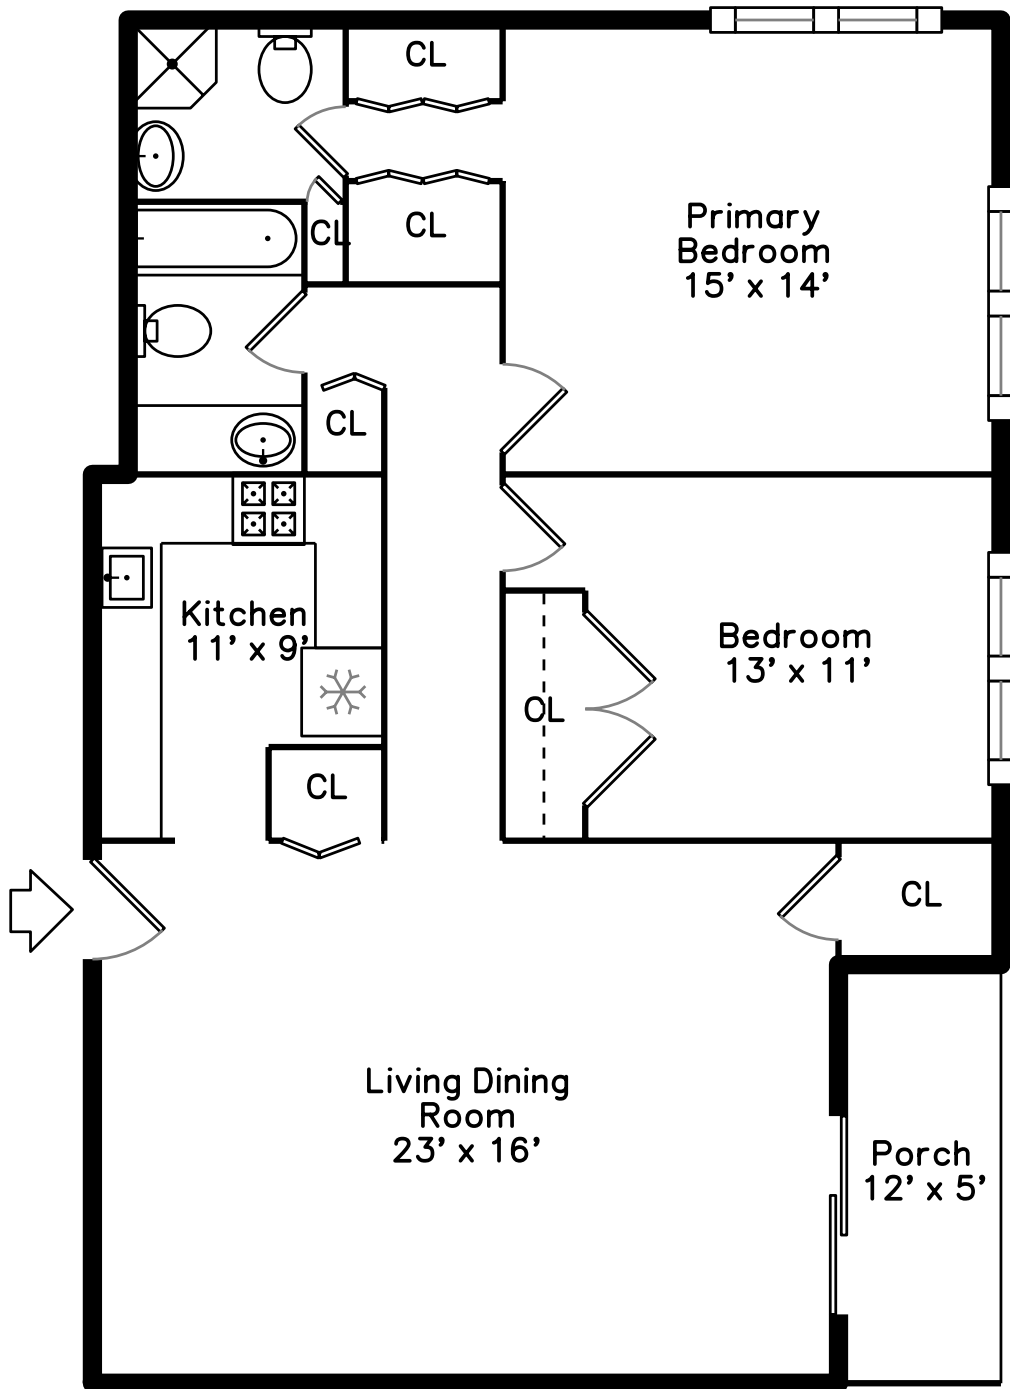 CL
CL
CL
Primary
Bedroom
15' x 14'
CL
Kitchen
11' x 9'
Bedroom
13' x 11'
CL
CL
CL
Living Dining
Room
23' x 16'
Porch
12' x 5'